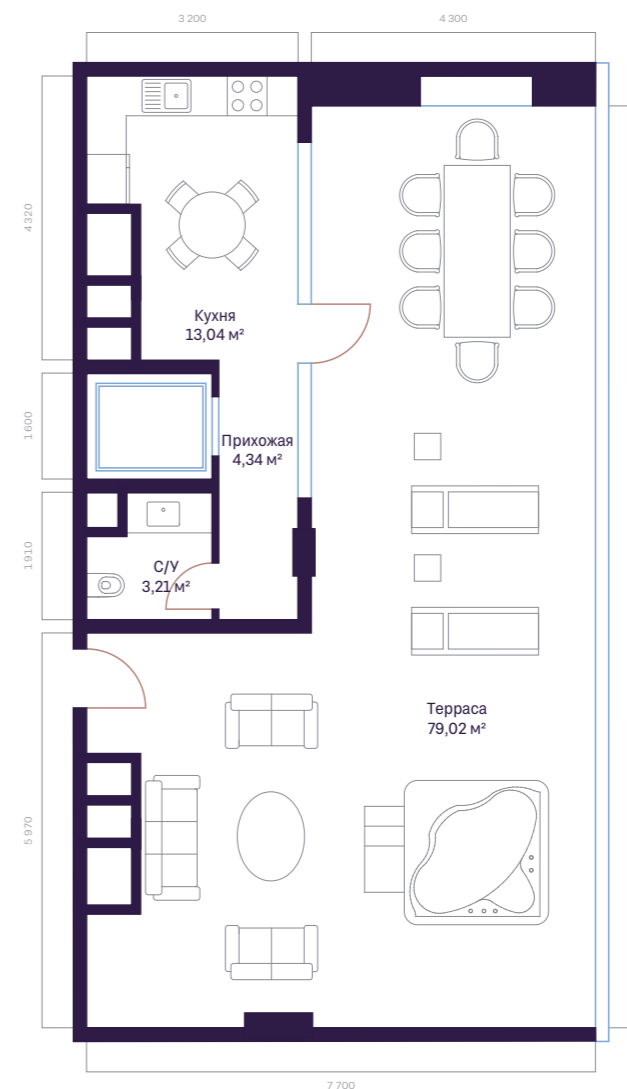 3 200
4 300
4 320
Кухня
13,04 м²
1 600
Прихожая
4,34 м²
1 910
С/У
3,21 м²
Терраса
79,02 м²
5 970
7 700